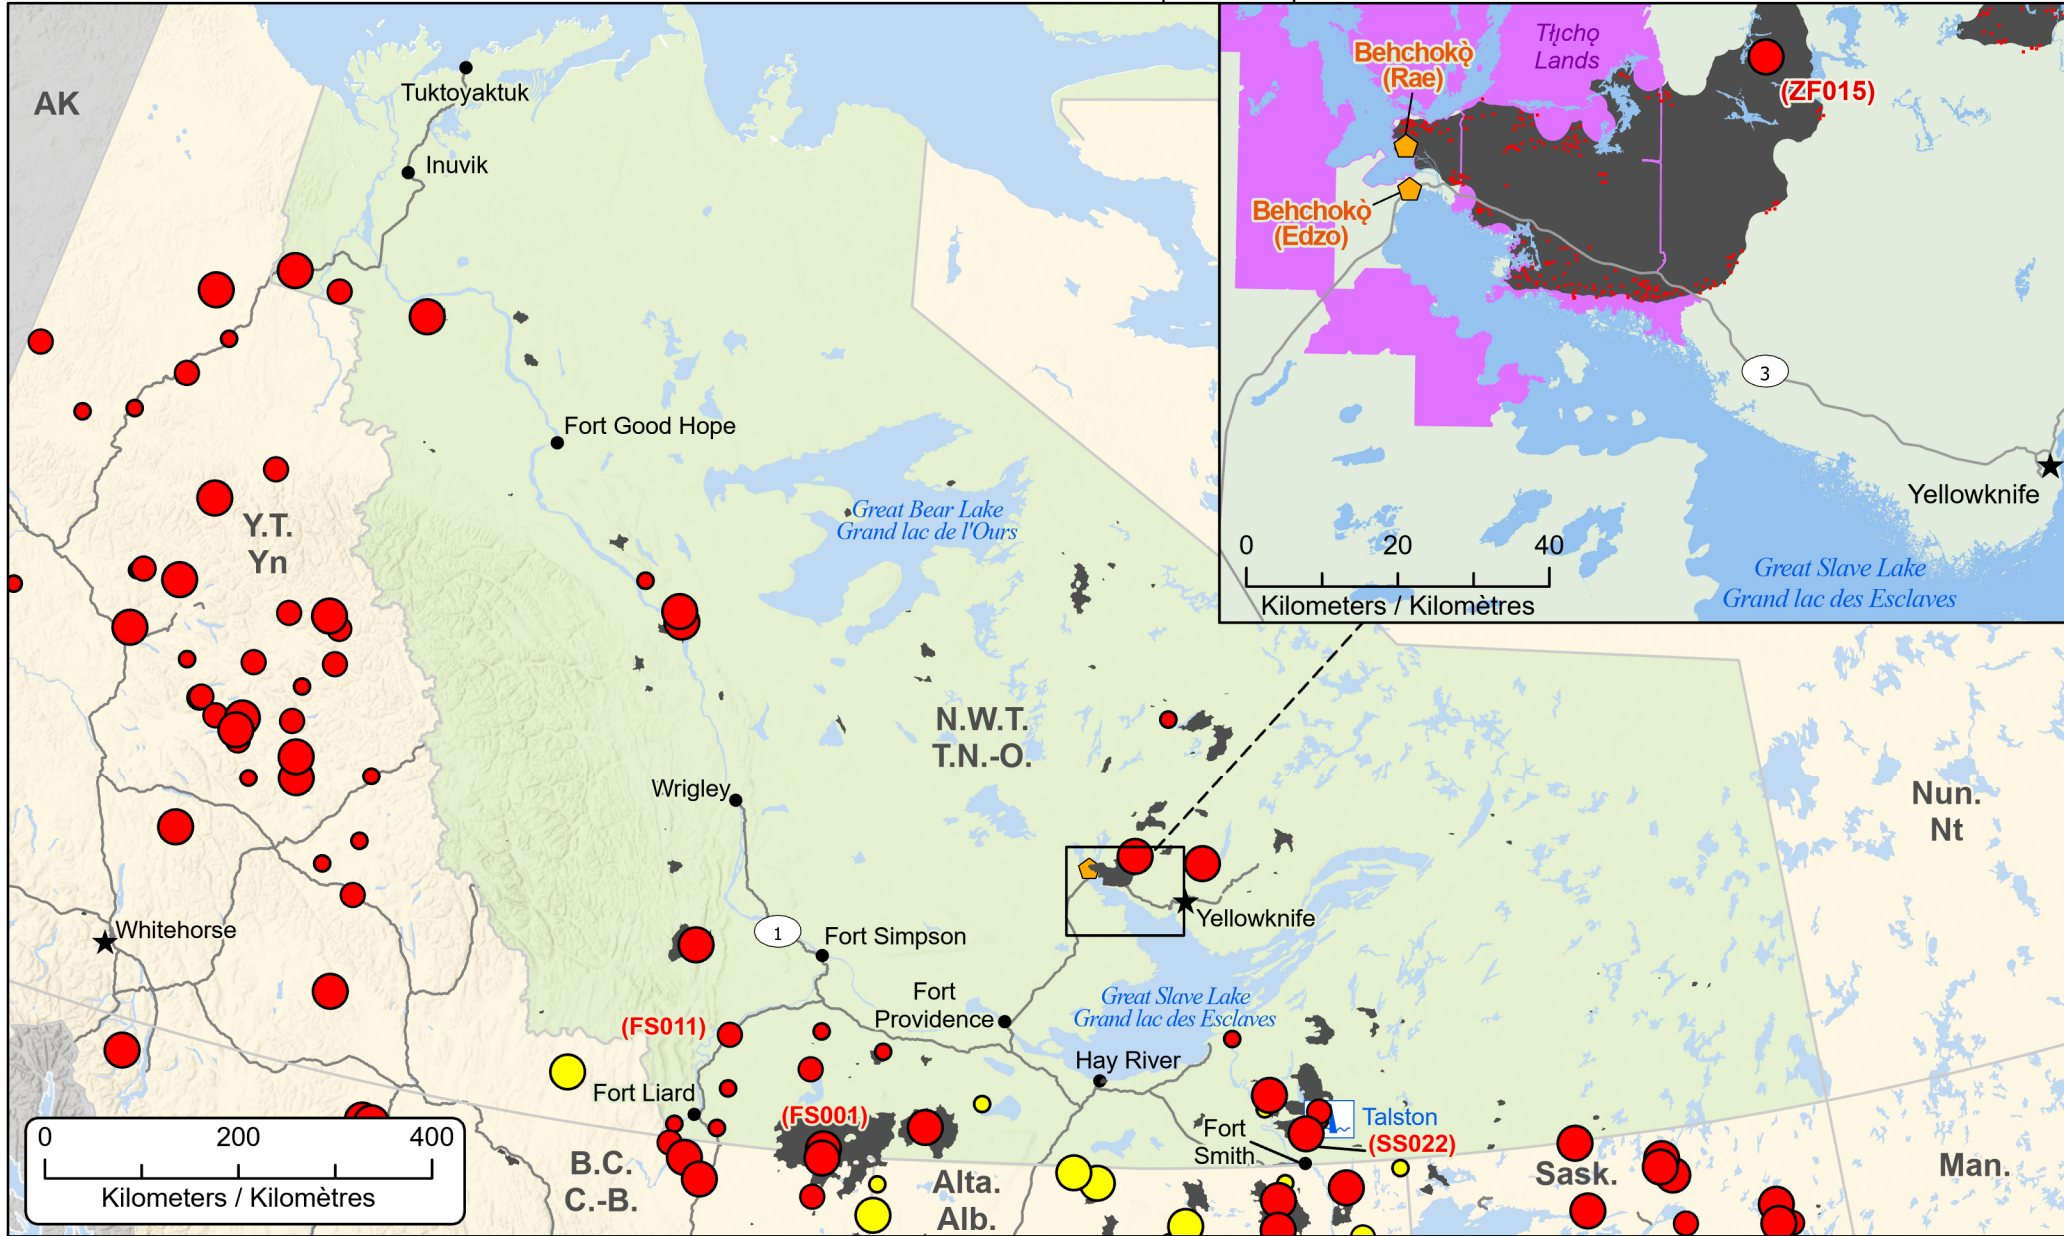 AK
Tuktoyaktuk
Inuvik
Fort Good Hope
Great Bear Lake
Grand lac de l'Ours
Y.T.
Yn
N.W.T.
T.N.-O.
Wrigley
Whitehorse
1
Fort Simpson
Yellowknife
Fort
Providence
Great Slave Lake
Grand lac des Esclaves
Hay River
(FS011)
Fort Liard
(FS001)
Talston
(SS022)
Fort
Smith
Nun.
Nt
B.C.
C.-B.
Alta.
Alb.
Sask.
Man.
0 200 400
Kilometers / Kilomètres
Tłı̨chǫ
Lands
Behchokǫ̀
(Rae)
(ZF015)
Behchokǫ̀
(Edzo)
3
Yellowknife
Great Slave Lake
Grand lac des Esclaves
0 20 40
Kilometers / Kilomètres